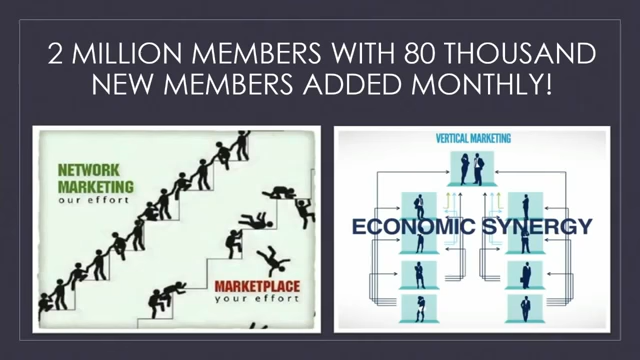 2 MILLION MEMBERS WITH 80 THOUSAND
NEW MEMBERS ADDED MONTHLY!
NETWORK
MARKETING
our effort
MARKETPLACE
your effort
VERTICAL MARKETING
ECONOMIC SYNERGY